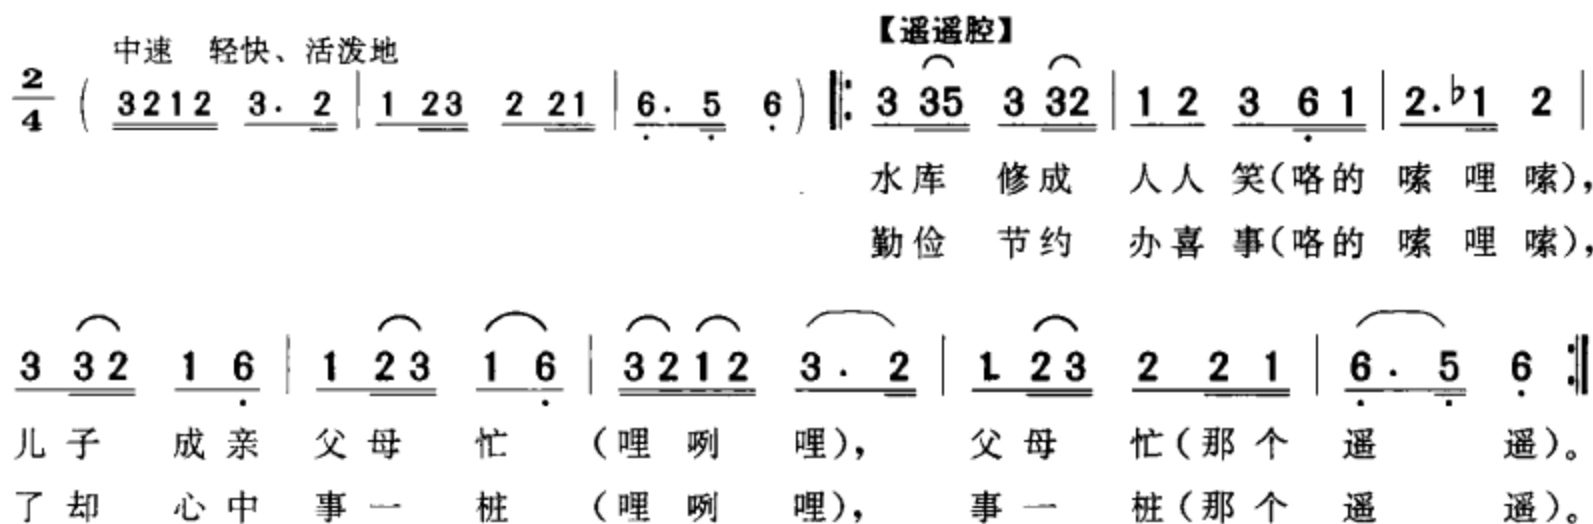 【遥遥腔】
中速 轻快、活泼地
2/4 (3212 3. 2 | 1 23 2 21 | 6. 5 6) |: 3 35 3 32 | 1 2 3 6 1 | 2. ♭1 2 |
水库 修成 人人 笑(咯的 嗦 哩 嗦),
勤俭 节约 办喜 事(咯的 嗦 哩 嗦),
3 32 1 6 | 1 23 1 6 | 3212 3. 2 | 1. 23 2 21 | 6. 5 6 :|
儿子 成亲 父母 忙 (哩 咧 哩), 父母 忙(那个 遥 遥)。
了却 心中 事一 桩 (哩 咧 哩), 事一 桩(那个 遥 遥)。